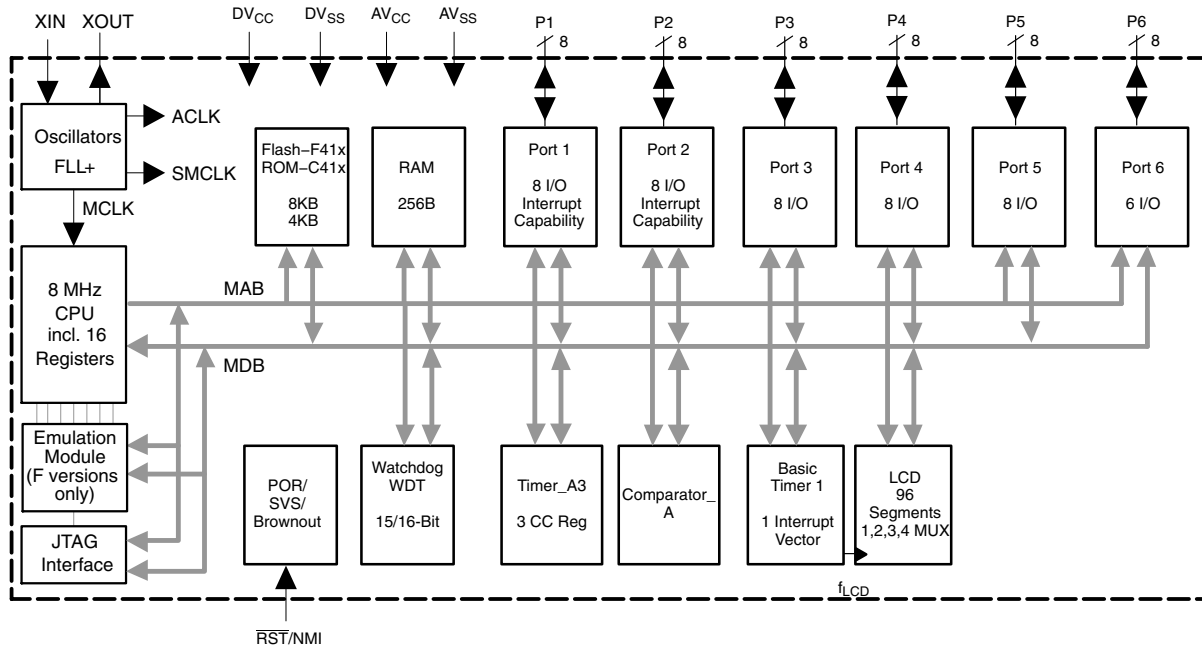 XIN XOUT DVCC DVSS AVCC AVSS P1 P2 P3 P4 P5 P6
8 8 8 8 8 8
Oscillators
FLL+
ACLK
SMCLK
MCLK
Flash–F41x
ROM–C41x
8KB
4KB
RAM
256B
Port 1
8 I/O
Interrupt
Capability
Port 2
8 I/O
Interrupt
Capability
Port 3
8 I/O
Port 4
8 I/O
Port 5
8 I/O
Port 6
6 I/O
8 MHz
CPU
incl. 16
Registers
MAB
MDB
Emulation
Module
(F versions
only)
JTAG
Interface
POR/
SVS/
Brownout
Watchdog
WDT
15/16-Bit
Timer_A3
3 CC Reg
Comparator_
A
Basic
Timer 1
1 Interrupt
Vector
LCD
96
Segments
1,2,3,4 MUX
fLCD
RST/NMI